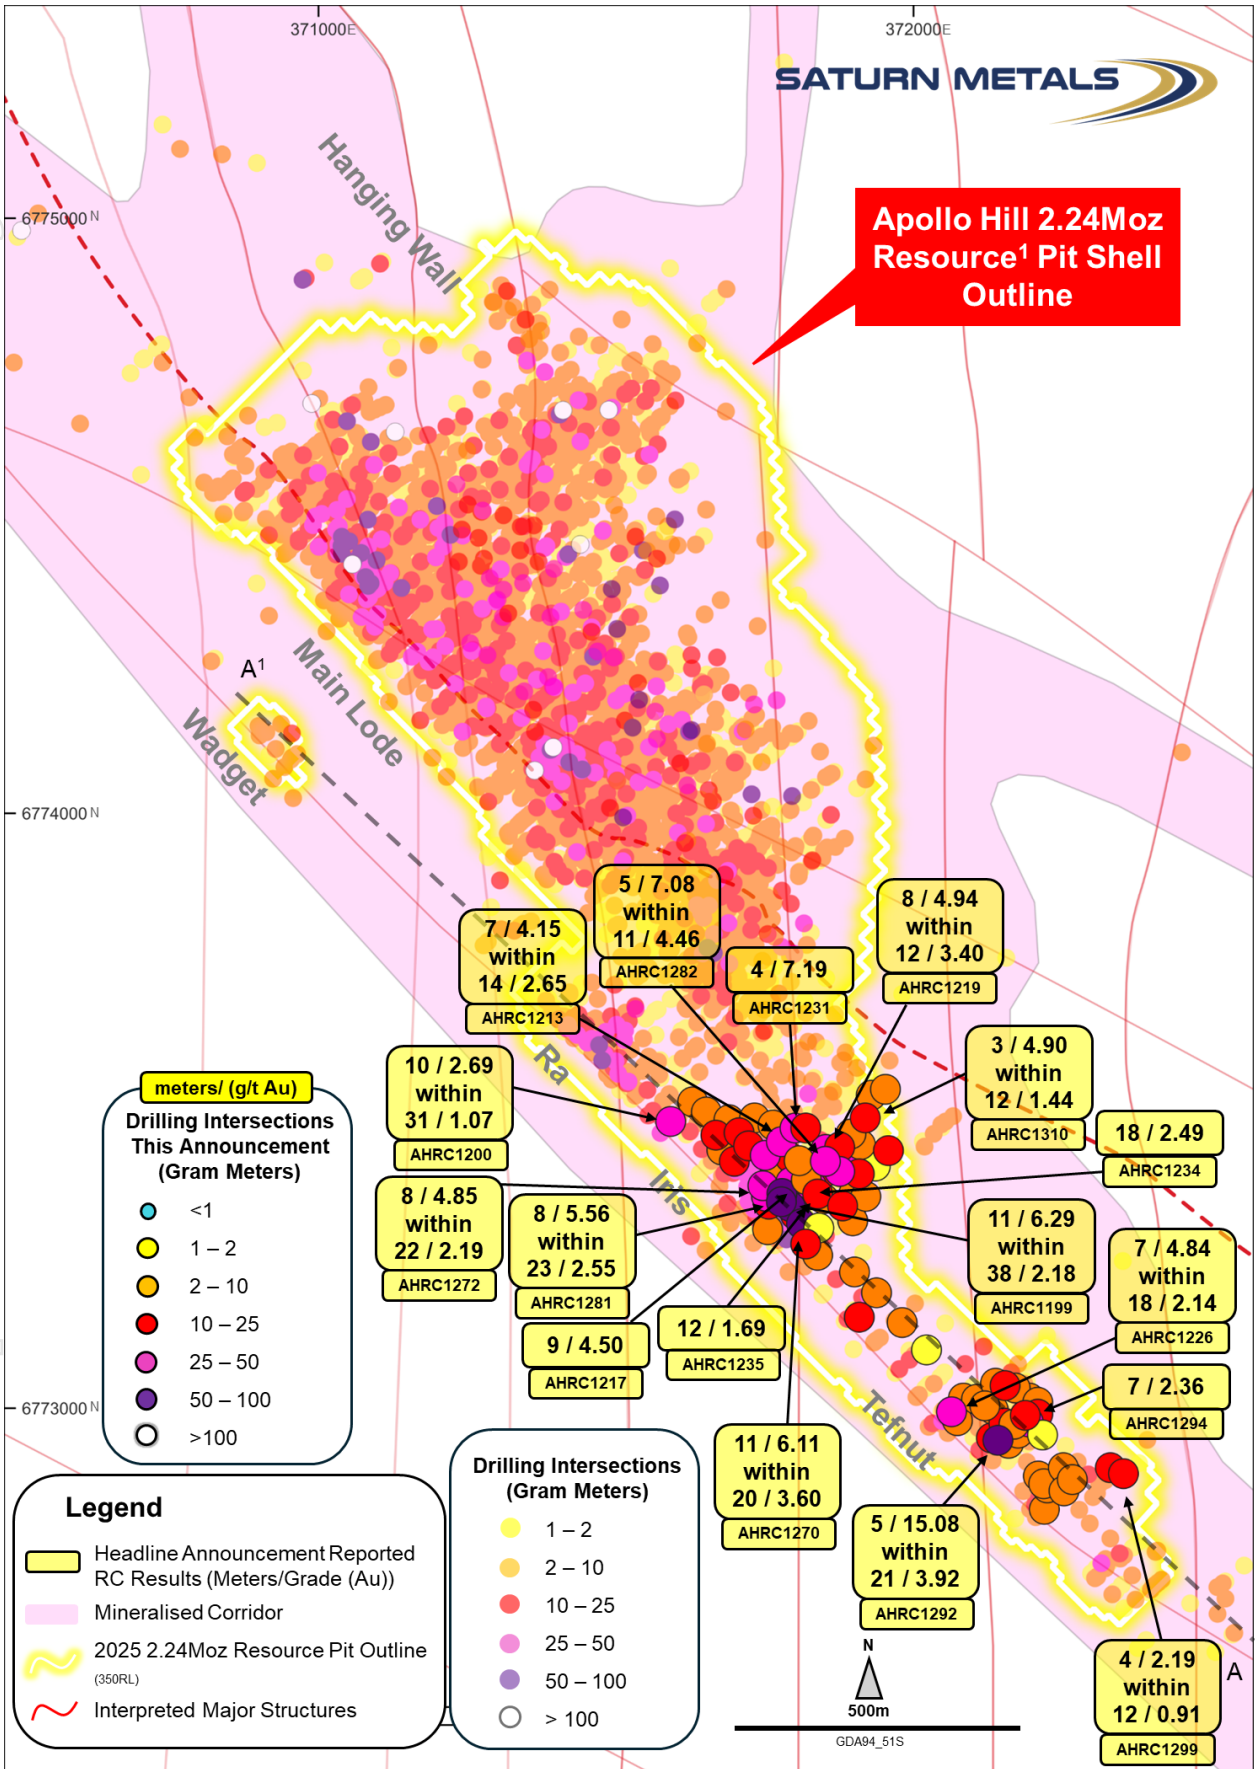 371000E
372000E
SATURN METALS
Hanging Wall
6775000 N
Apollo Hill 2.24Moz
Resource¹ Pit Shell
Outline
A¹
Main Lode
Wadget
6774000 N
5 / 7.08
within
11 / 4.46
AHRC1282
8 / 4.94
within
12 / 3.40
AHRC1219
7 / 4.15
within
14 / 2.65
AHRC1213
4 / 7.19
AHRC1231
Ra
3 / 4.90
within
12 / 1.44
AHRC1310
10 / 2.69
within
31 / 1.07
AHRC1200
18 / 2.49
AHRC1234
Iris
8 / 4.85
within
22 / 2.19
AHRC1272
8 / 5.56
within
23 / 2.55
AHRC1281
11 / 6.29
within
38 / 2.18
AHRC1199
7 / 4.84
within
18 / 2.14
AHRC1226
9 / 4.50
AHRC1217
12 / 1.69
AHRC1235
7 / 2.36
AHRC1294
Tefnut
6773000 N
11 / 6.11
within
20 / 3.60
AHRC1270
5 / 15.08
within
21 / 3.92
AHRC1292
4 / 2.19
within
12 / 0.91
AHRC1299
A
meters/ (g/t Au)
Drilling Intersections
This Announcement
(Gram Meters)
<1
1 – 2
2 – 10
10 – 25
25 – 50
50 – 100
>100
Legend
Headline Announcement Reported
RC Results (Meters/Grade (Au))
Mineralised Corridor
2025 2.24Moz Resource Pit Outline
(350RL)
Interpreted Major Structures
Drilling Intersections
(Gram Meters)
1 – 2
2 – 10
10 – 25
25 – 50
50 – 100
> 100
N
500m
GDA94_51S